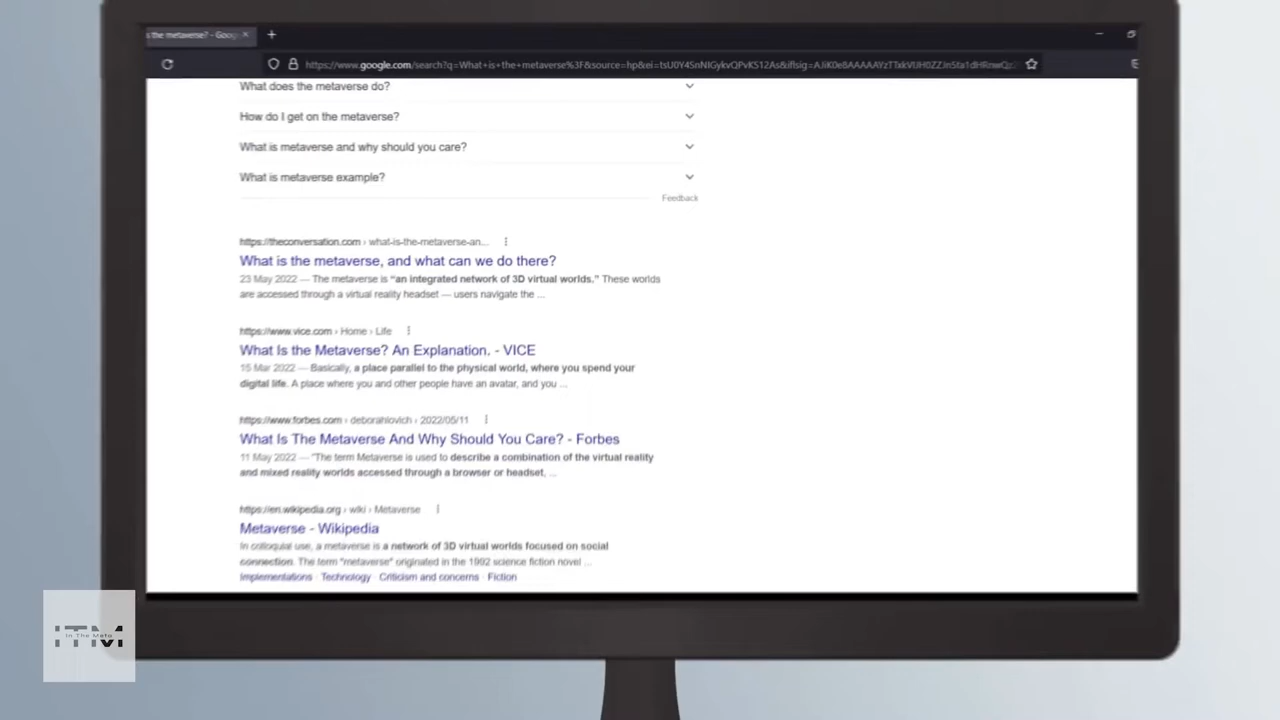 s the metaverse? - Goog
https://www.google.com/search?q=What+is+the+metaverse%3F&source=hp&ei=
What does the metaverse do?
How do I get on the metaverse?
What is metaverse and why should you care?
What is metaverse example?
Feedback
https://theconversation.com › what-is-the-metaverse-an...
What is the metaverse, and what can we do there?
23 May 2022 — The metaverse is "an integrated network of 3D virtual worlds." These worlds
are accessed through a virtual reality headset — users navigate the ...
https://www.vice.com › Home › Life
What Is the Metaverse? An Explanation. - VICE
15 Mar 2022 — Basically, a place parallel to the physical world, where you spend your
digital life. A place where you and other people have an avatar, and you ...
https://www.forbes.com › deborahlovich › 2022/05/11
What Is The Metaverse And Why Should You Care? - Forbes
11 May 2022 — "The term Metaverse is used to describe a combination of the virtual reality
and mixed reality worlds accessed through a browser or headset, ...
https://en.wikipedia.org › wiki › Metaverse
Metaverse - Wikipedia
In colloquial use, a metaverse is a network of 3D virtual worlds focused on social
connection. The term "metaverse" originated in the 1992 science fiction novel ...
Implementations · Technology · Criticism and concerns · Fiction
ITM
In The Meta